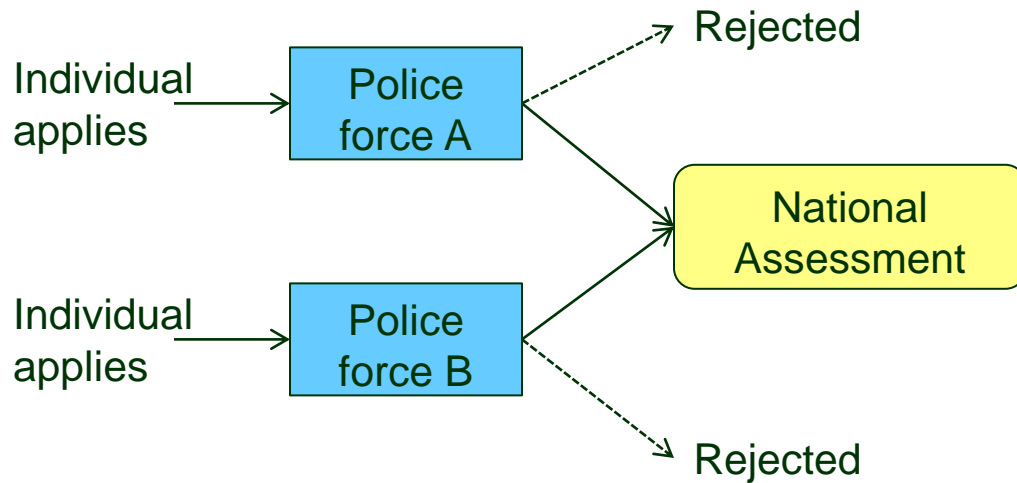 Rejected
Individual
applies
Police
force A
National
Assessment
Individual
applies
Police
force B
Rejected